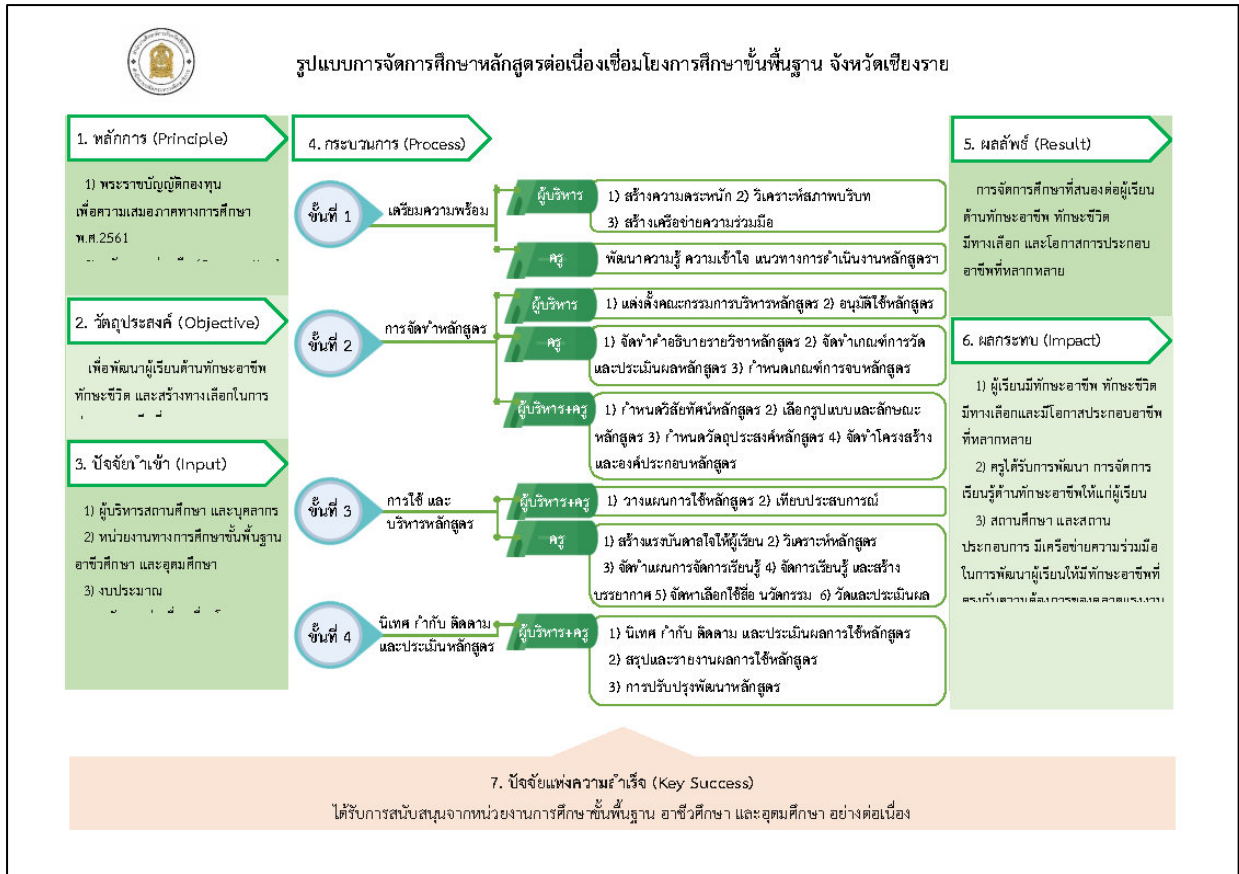 รูปแบบการจัดการศึกษาหลักสูตรต่อเนื่องเชื่อมโยงการศึกษาขั้นพื้นฐาน จังหวัดเชียงราย
1. หลักการ (Principle)
1) พระราชบัญญัติกองทุน
เพื่อความเสมอภาคทางการศึกษา
พ.ศ.2561
2. วัตถุประสงค์ (Objective)
เพื่อพัฒนาผู้เรียนด้านทักษะอาชีพ
ทักษะชีวิต และสร้างทางเลือกในการ
3. ปัจจัยนำเข้า (Input)
1) ผู้บริหารสถานศึกษา และบุคลากร
2) หน่วยงานทางการศึกษาขั้นพื้นฐาน
อาชีวศึกษา และอุดมศึกษา
3) งบประมาณ
4. กระบวนการ (Process)
ขั้นที่ 1
เตรียมความพร้อม
ผู้บริหาร
1) สร้างความตระหนัก 2) วิเคราะห์สภาพบริบท
3) สร้างเครือข่ายความร่วมมือ
ครู
พัฒนาความรู้ ความเข้าใจ แนวทางการดำเนินงานหลักสูตรฯ
ขั้นที่ 2
การจัดทำหลักสูตร
ผู้บริหาร
1) แต่งตั้งคณะกรรมการบริหารหลักสูตร 2) อนุมัติใช้หลักสูตร
ครู
1) จัดทำคำอธิบายรายวิชาหลักสูตร 2) จัดทำเกณฑ์การวัด
และประเมินผลหลักสูตร 3) กำหนดเกณฑ์การจบหลักสูตร
ผู้บริหาร+ครู
1) กำหนดวิสัยทัศน์หลักสูตร 2) เลือกรูปแบบและลักษณะ
หลักสูตร 3) กำหนดวัตถุประสงค์หลักสูตร 4) จัดทำโครงสร้าง
และองค์ประกอบหลักสูตร
ขั้นที่ 3
การใช้ และ
บริหารหลักสูตร
ผู้บริหาร+ครู
1) วางแผนการใช้หลักสูตร 2) เทียบประสบการณ์
ครู
1) สร้างแรงบันดาลใจให้ผู้เรียน 2) วิเคราะห์หลักสูตร
3) จัดทำแผนการจัดการเรียนรู้ 4) จัดการเรียนรู้ และสร้าง
บรรยากาศ 5) จัดหาเลือกใช้สื่อ นวัตกรรม 6) วัดและประเมินผล
ขั้นที่ 4
นิเทศ กำกับ ติดตาม
และประเมินหลักสูตร
ผู้บริหาร+ครู
1) นิเทศ กำกับ ติดตาม และประเมินผลการใช้หลักสูตร
2) สรุปและรายงานผลการใช้หลักสูตร
3) การปรับปรุงพัฒนาหลักสูตร
5. ผลลัพธ์ (Result)
การจัดการศึกษาที่สนองต่อผู้เรียน
ด้านทักษะอาชีพ ทักษะชีวิต
มีทางเลือก และโอกาสการประกอบ
อาชีพที่หลากหลาย
6. ผลกระทบ (Impact)
1) ผู้เรียนมีทักษะอาชีพ ทักษะชีวิต
มีทางเลือกและมีโอกาสประกอบอาชีพ
ที่หลากหลาย
2) ครูได้รับการพัฒนา การจัดการ
เรียนรู้ด้านทักษะอาชีพให้แก่ผู้เรียน
3) สถานศึกษา และสถาน
ประกอบการ มีเครือข่ายความร่วมมือ
ในการพัฒนาผู้เรียนให้มีทักษะอาชีพที่
ตรงกับความต้องการของตลาดแรงงาน
7. ปัจจัยแห่งความสำเร็จ (Key Success)
ได้รับการสนับสนุนจากหน่วยงานการศึกษาขั้นพื้นฐาน อาชีวศึกษา และอุดมศึกษา อย่างต่อเนื่อง